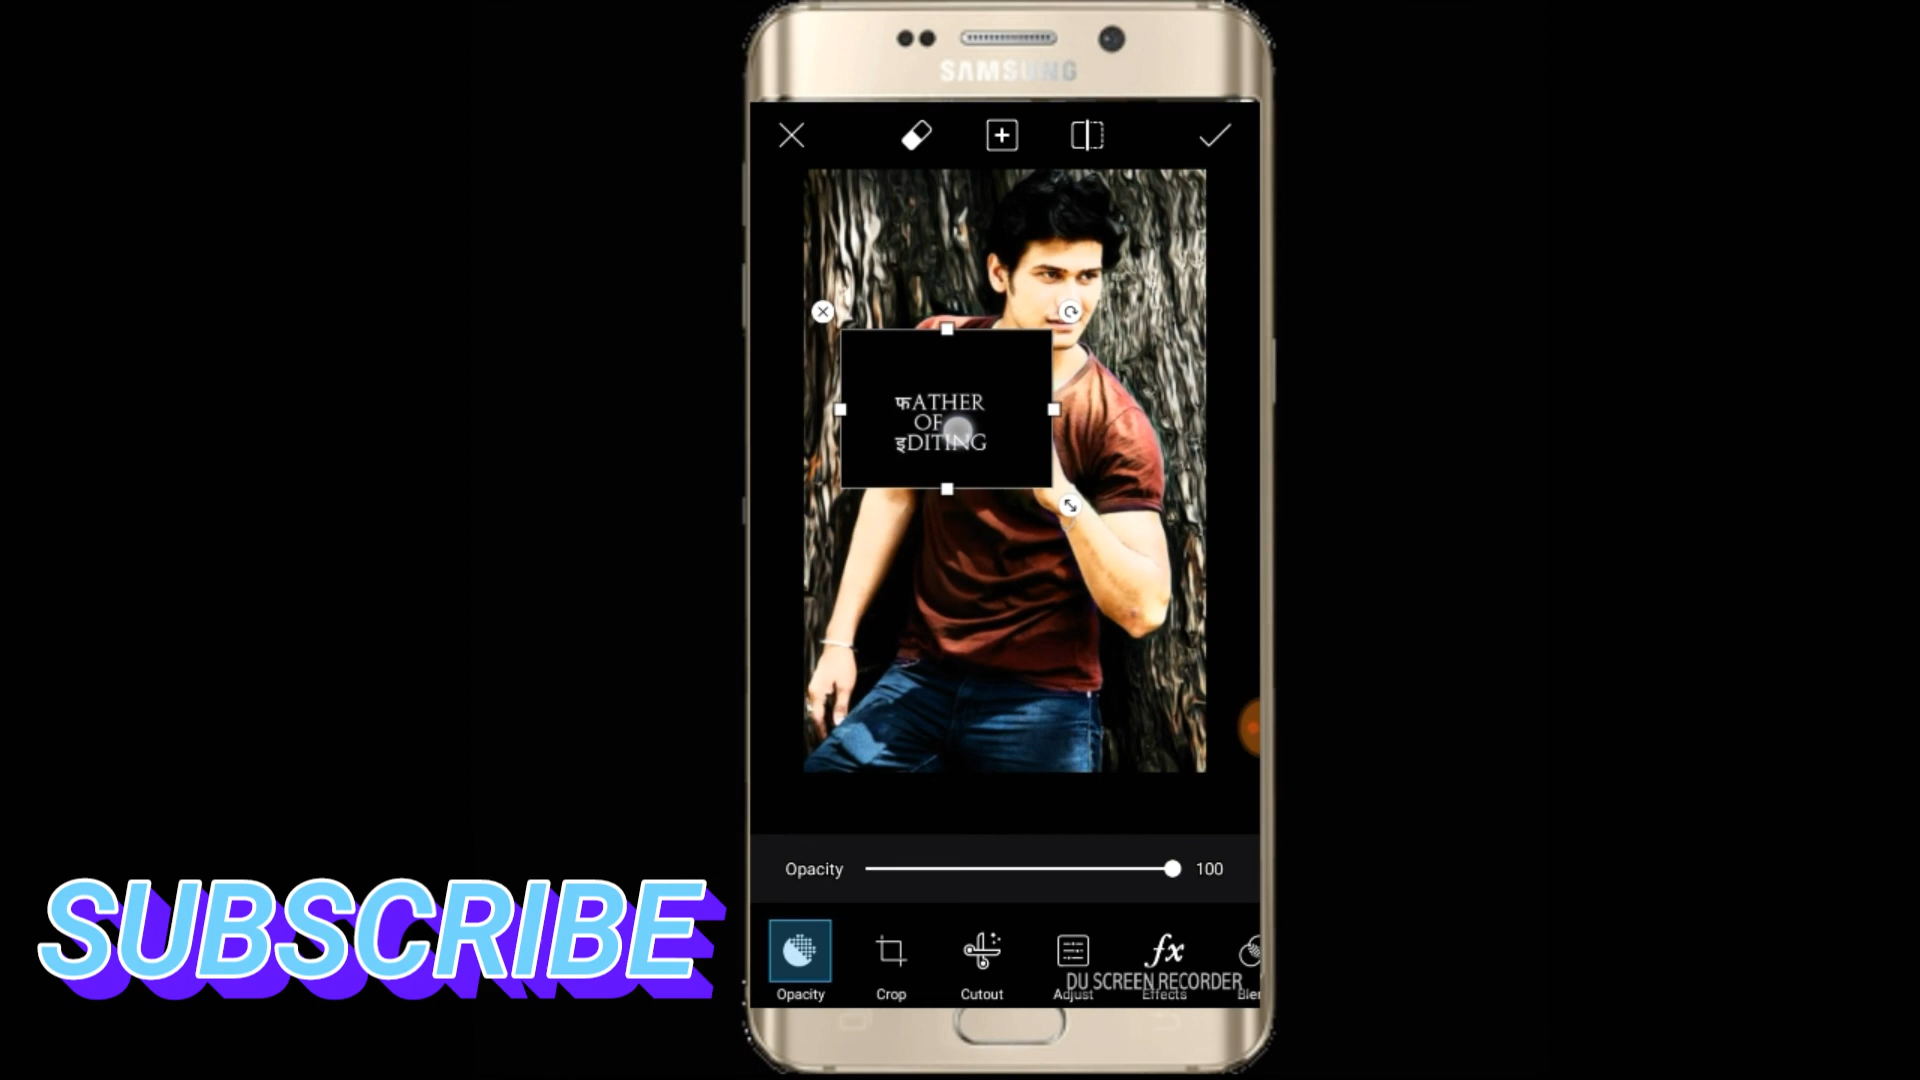 SAMSUNG
फATHER
OF
इDITING
Opacity 100
Opacity Crop Cutout Adjust Effects
DU SCREEN RECORDER
SUBSCRIBE